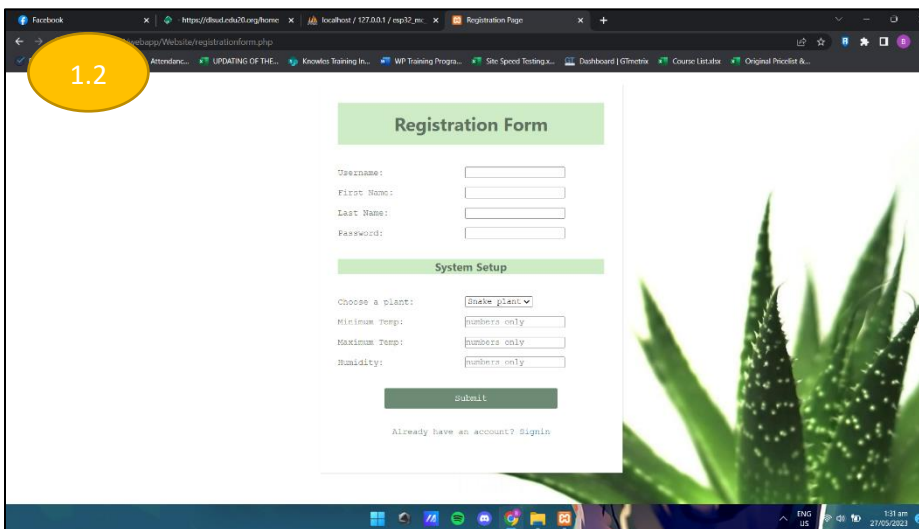 Facebook
- https://dlsud.edu20.org/home
localhost / 127.0.0.1 / esp32_mc
Registration Page
webapp/Website/registrationform.php
1.2
Attendanc...
UPDATING OF THE...
Knowles Training In...
WP Training Progra...
Site Speed Testing.x...
Dashboard | GTmetrix
Course List.xlsx
Original Pricelist &...
Registration Form
Username:
First Name:
Last Name:
Password:
System Setup
Choose a plant: Snake plant
Minimum Temp: numbers only
Maximum Temp: numbers only
Humidity: numbers only
Submit
Already have an account? Signin
ENG
US
1:31 am
27/05/2023